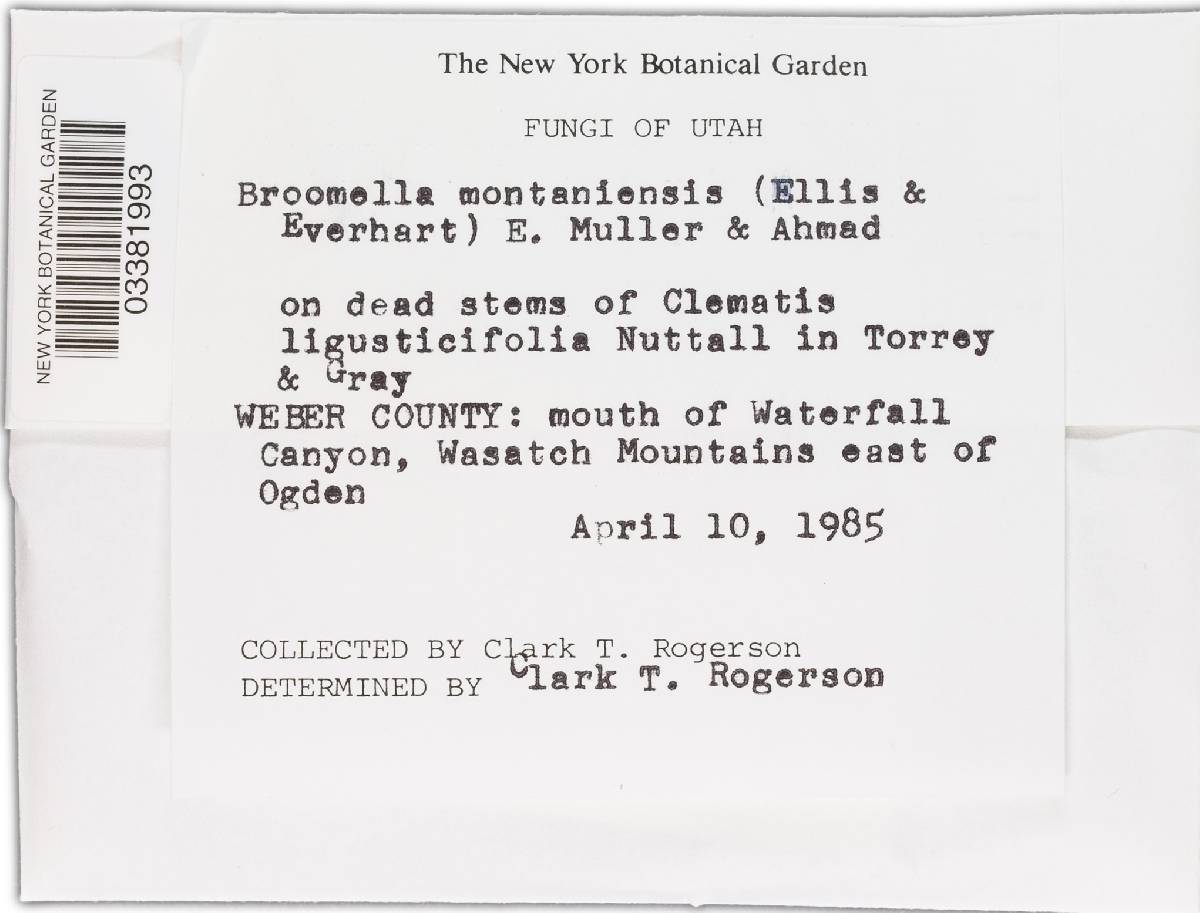 The New York Botanical Garden
FUNGI OF UTAH
Broomella montaniensis (Ellis &
Everhart) E. Muller & Ahmad
on dead stems of Clematis
ligusticifolia Nuttall in Torrey
& Gray
WEBER COUNTY: mouth of Waterfall
Canyon, Wasatch Mountains east of
Ogden
April 10, 1985
COLLECTED BY Clark T. Rogerson
DETERMINED BY Clark T. Rogerson
NEW YORK BOTANICAL GARDEN
03381993